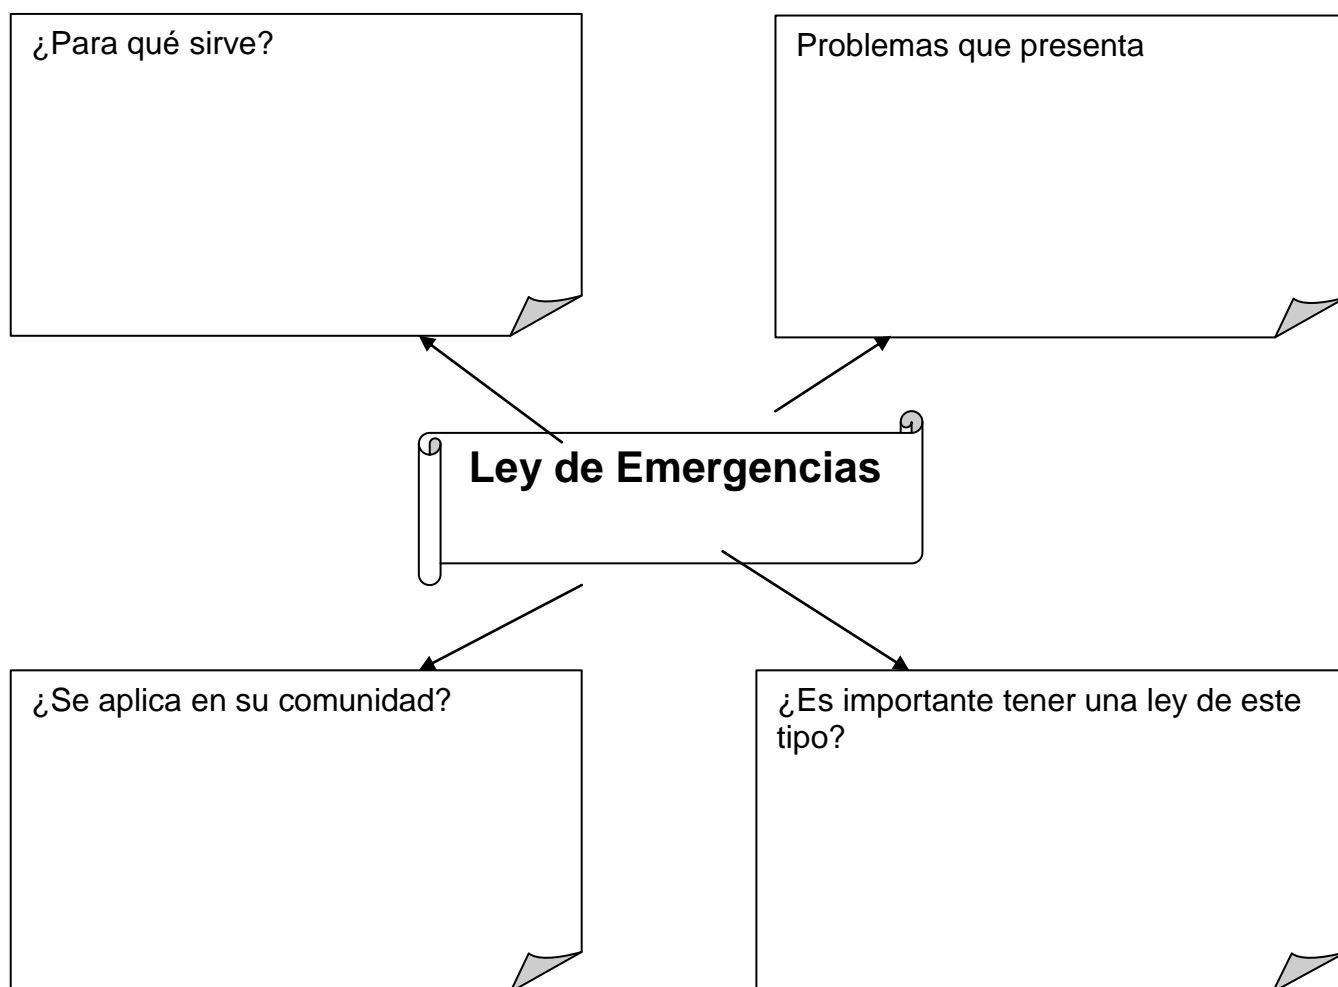 ¿Para qué sirve?
Problemas que presenta
Ley de Emergencias
¿Se aplica en su comunidad?
¿Es importante tener una ley de este
tipo?